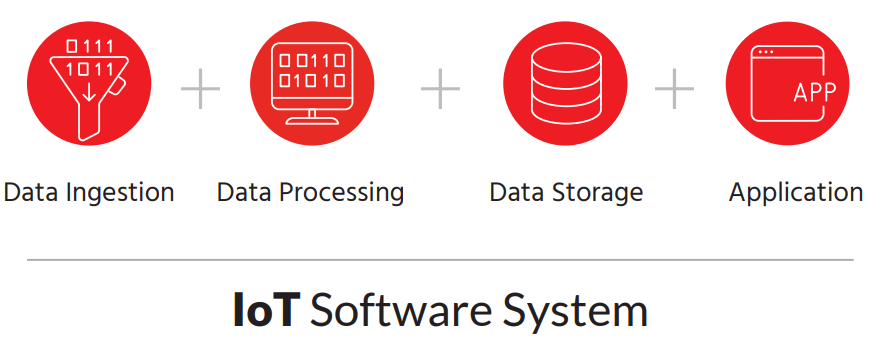 0111
1011
00110
01010
APP
Data Ingestion
Data Processing
Data Storage
Application
IoT Software System